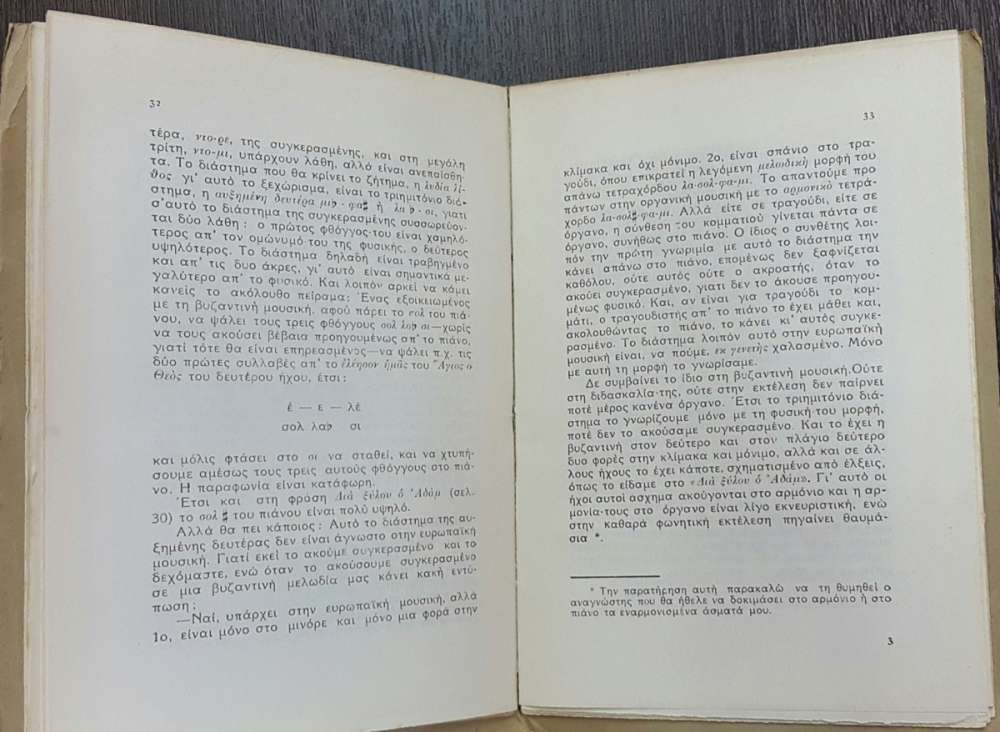 32
τέρα, ντο-ρε, της συγκερασμένης, και στη μεγάλη
τρίτη, ντο-μι, υπάρχουν λάθη, αλλά είναι ανεπαίσθη-
τα. Το διάστημα που θα κρίνει το ζήτημα, η λυδία λί-
θος γι' αυτό το ξεχώρισμα, είναι το τριημιτόνιο διά-
στημα, η αυξημένη δευτέρα μι♭ - φα♯ ή λα♭ - σι, γιατί
σ'αυτό το διάστημα της συγκερασμένης συσσωρεύον-
ται δύο λάθη : ο πρώτος φθόγγος·του είναι χαμηλό-
τερος απ' τον ομώνυμό·του της φυσικής, ο δεύτερος
υψηλότερος. Το διάστημα δηλαδή είναι τραβηγμένο
και απ' τις δυο άκρες, γι' αυτό είναι σημαντικά με-
γαλύτερο απ' το φυσικό. Και λοιπόν αρκεί να κάμει
κανείς το ακόλουθο πείραμα: Ένας εξοικειωμένος
με τη βυζαντινή μουσική, αφού πάρει το σολ του πιά-
νου, να ψάλει τους τρεις φθόγγους σολ λα♭ σι—χωρίς
να τους ακούσει βέβαια προηγουμένως απ' το πιάνο,
γιατί τότε θα είναι επηρεασμένος—να ψάλει π.χ. τις
δύο πρώτες συλλαβές απ' το ἐλέησον ἡμᾶς του Ἅγιος ο
Θεὸς του δευτέρου ήχου, έτσι :
ἐ — ε — λέ
σολ λα♭ σι
και μόλις φτάσει στο σι να σταθεί, και να χτυπή-
σουμε αμέσως τους τρεις αυτούς φθόγγους στο πιά-
νο. Η παραφωνία είναι κατάφωρη.
Έτσι και στη φράση Διὰ ξύλου ὁ Ἀδὰμ (σελ.
30) το σολ♯ του πιάνου είναι πολύ υψηλό.
Αλλά θα πει κάποιος : Αυτό το διάστημα της αυ-
ξημένης δευτέρας δεν είναι άγνωστο στην ευρωπαϊκή
μουσική. Γιατί εκεί το ακούμε συγκερασμένο και το
δεχόμαστε, ενώ όταν το ακούσουμε συγκερασμένο
σε μια βυζαντινή μελωδία μας κάνει κακή εντύ-
πωση ;
—Ναί, υπάρχει στην ευρωπαϊκή μουσική, αλλά
1ο, είναι μόνο στο μινόρε και μόνο μια φορά στην
33
κλίμακα και όχι μόνιμο. 2ο, είναι σπάνιο στο τρα-
γούδι, όπου επικρατεί η λεγόμενη μελωδική μορφή του
απάνω τετραχόρδου λα-σολ-φα-μι. Το απαντούμε προ
πάντων στην οργανική μουσική με το αρμονικό τετρά-
χορδο λα-σολ♯-φα-μι. Αλλά είτε σε τραγούδι, είτε σε
όργανο, η σύνθεση του κομματιού γίνεται πάντα σε
όργανο, συνήθως στο πιάνο. Ο ίδιος ο συνθέτης λοι-
πόν την πρώτη γνωριμία με αυτό το διάστημα την
κάνει απάνω στο πιάνο, επομένως δεν ξαφνίζεται
καθόλου, ούτε αυτός ούτε ο ακροατής, όταν το
ακούει συγκερασμένο, γιατι δεν το άκουσε προηγου-
μένως φυσικό. Και, αν είναι για τραγούδι το κομ-
μάτι, ο τραγουδιστής απ' το πιάνο το έχει μάθει και,
ακολουθώντας το πιάνο, το κάνει κι' αυτός συγκε-
ρασμένο. Το διάστημα λοιπόν αυτό στην ευρωπαϊκή
μουσική είναι, να πούμε, εκ γενετής χαλασμένο. Μόνο
με αυτή τη μορφή το γνωρίσαμε.
Δε συμβαίνει το ίδιο στη βυζαντινή μουσική.Ούτε
στη διδασκαλία·της, ούτε στην εκτέλεση δεν παίρνει
ποτέ μέρος κανένα όργανο. Έτσι το τριημιτόνιο διά-
στημα το γνωρίζουμε μόνο με τη φυσική·του μορφή,
ποτέ δεν το ακούσαμε συγκερασμένο. Και το έχει η
βυζαντινή στον δεύτερο και στον πλάγιο δεύτερο
δυο φορές στην κλίμακα και μόνιμο, αλλά και σε άλ-
λους ήχους το έχει κάποτε, σχηματισμένο από έλξεις,
όπως το είδαμε στο «Διὰ ξύλου ὁ Ἀδάμ». Γι' αυτό οι
ήχοι αυτοί ασχημα ακούγονται στο αρμόνιο και η αρ-
μονία·τους στο όργανο είναι λίγο εκνευριστική, ενώ
στην καθαρά φωνητική εκτέλεση πηγαίνει θαυμά-
σια *.
* Την παρατήρηση αυτή παρακαλώ να τη θυμηθεί ο
αναγνώστης που θα ήθελε να δοκιμάσει στο αρμόνιο ή στο
πιάνο τα εναρμονισμένα άσματά μου.
3